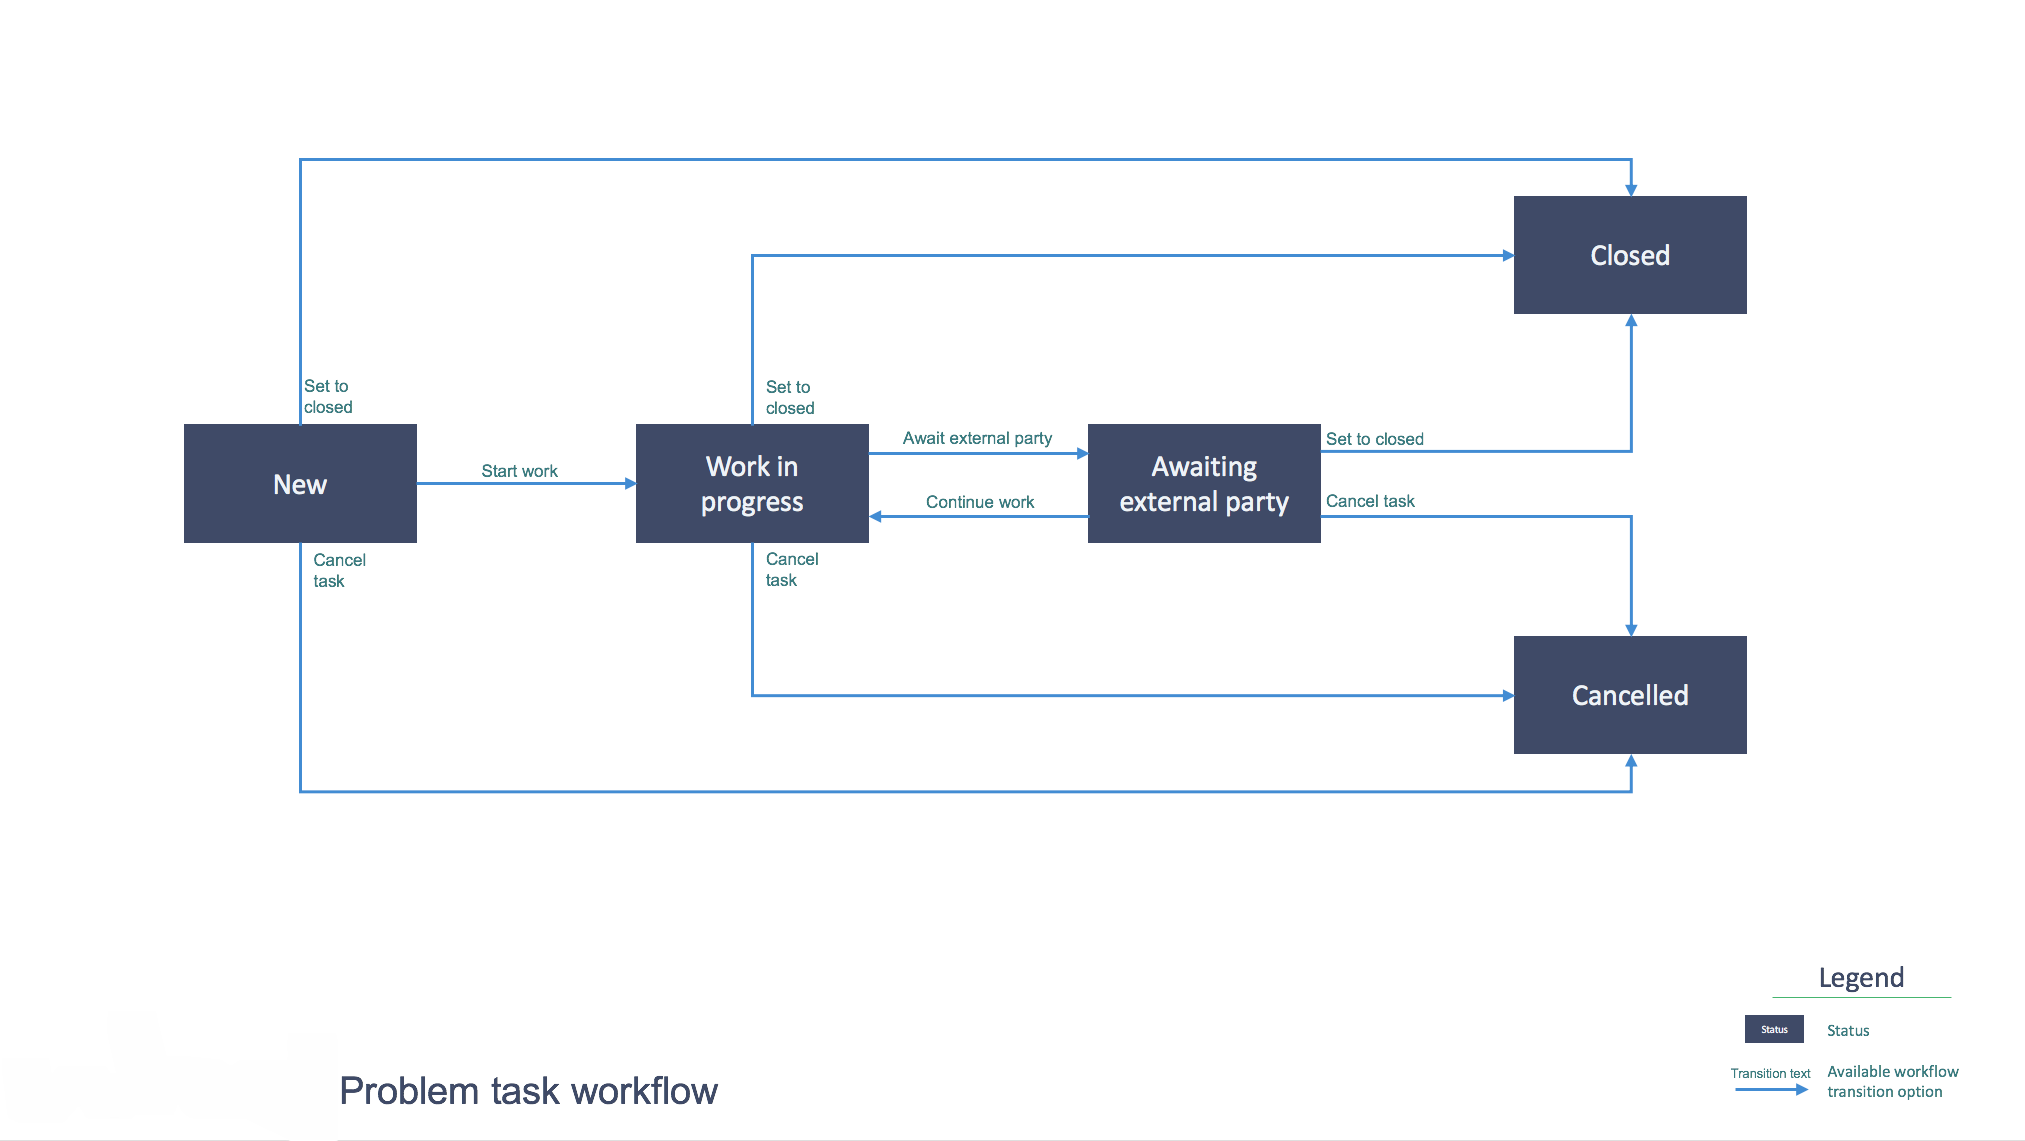 Closed
Set to
closed
Set to
closed
New
Start work
Work in
progress
Await external party
Continue work
Awaiting
external party
Set to closed
Cancel task
Cancel
task
Cancel
task
Cancelled
Legend
Status
Status
Transition text
Available workflow
transition option
Problem task workflow